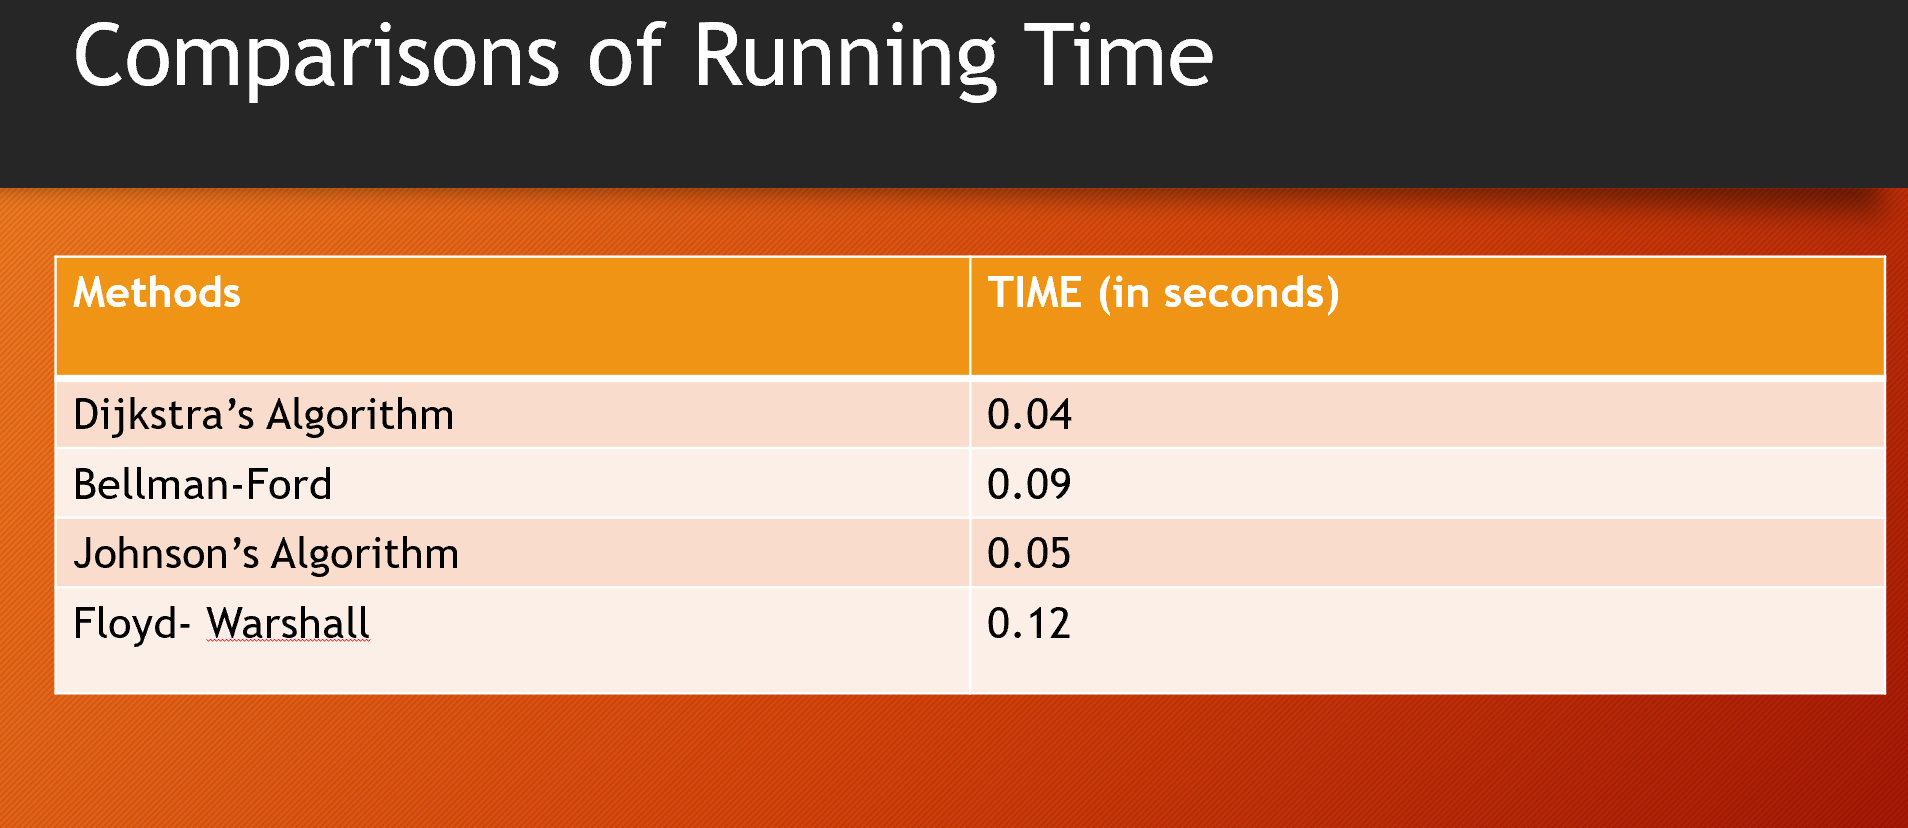 Comparisons of Running Time
Methods TIME (in seconds)
Dijkstra’s Algorithm 0.04
Bellman-Ford 0.09
Johnson’s Algorithm 0.05
Floyd- Warshall 0.12